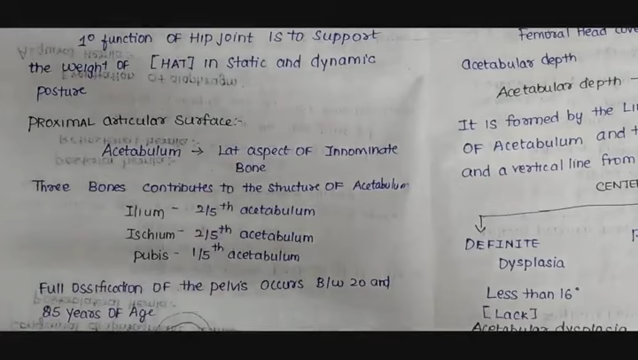 1° function OF HIP Joint Is to support
the weight OF [HAT] in Static and dynamic
posture
PROXIMAL articular Surface:-
Acetabulum → Lat aspect OF Innominate
Bone
Three Bones contributes to the structure OF Acetabulum
Ilium - 2/5th acetabulum
Ischium - 2/5th acetabulum
pubis - 1/5th acetabulum
Full Ossification OF the pelvis occurs B/w 20 and
25 years OF Age
Femoral Head
Acetabular depth
Acetabular depth -
It is formed by the
OF Acetabulum and
and a vertical line from
CENTER
DEFINITE
Dysplasia
Less than 16°
[Lack]
Acetabular dysplasia